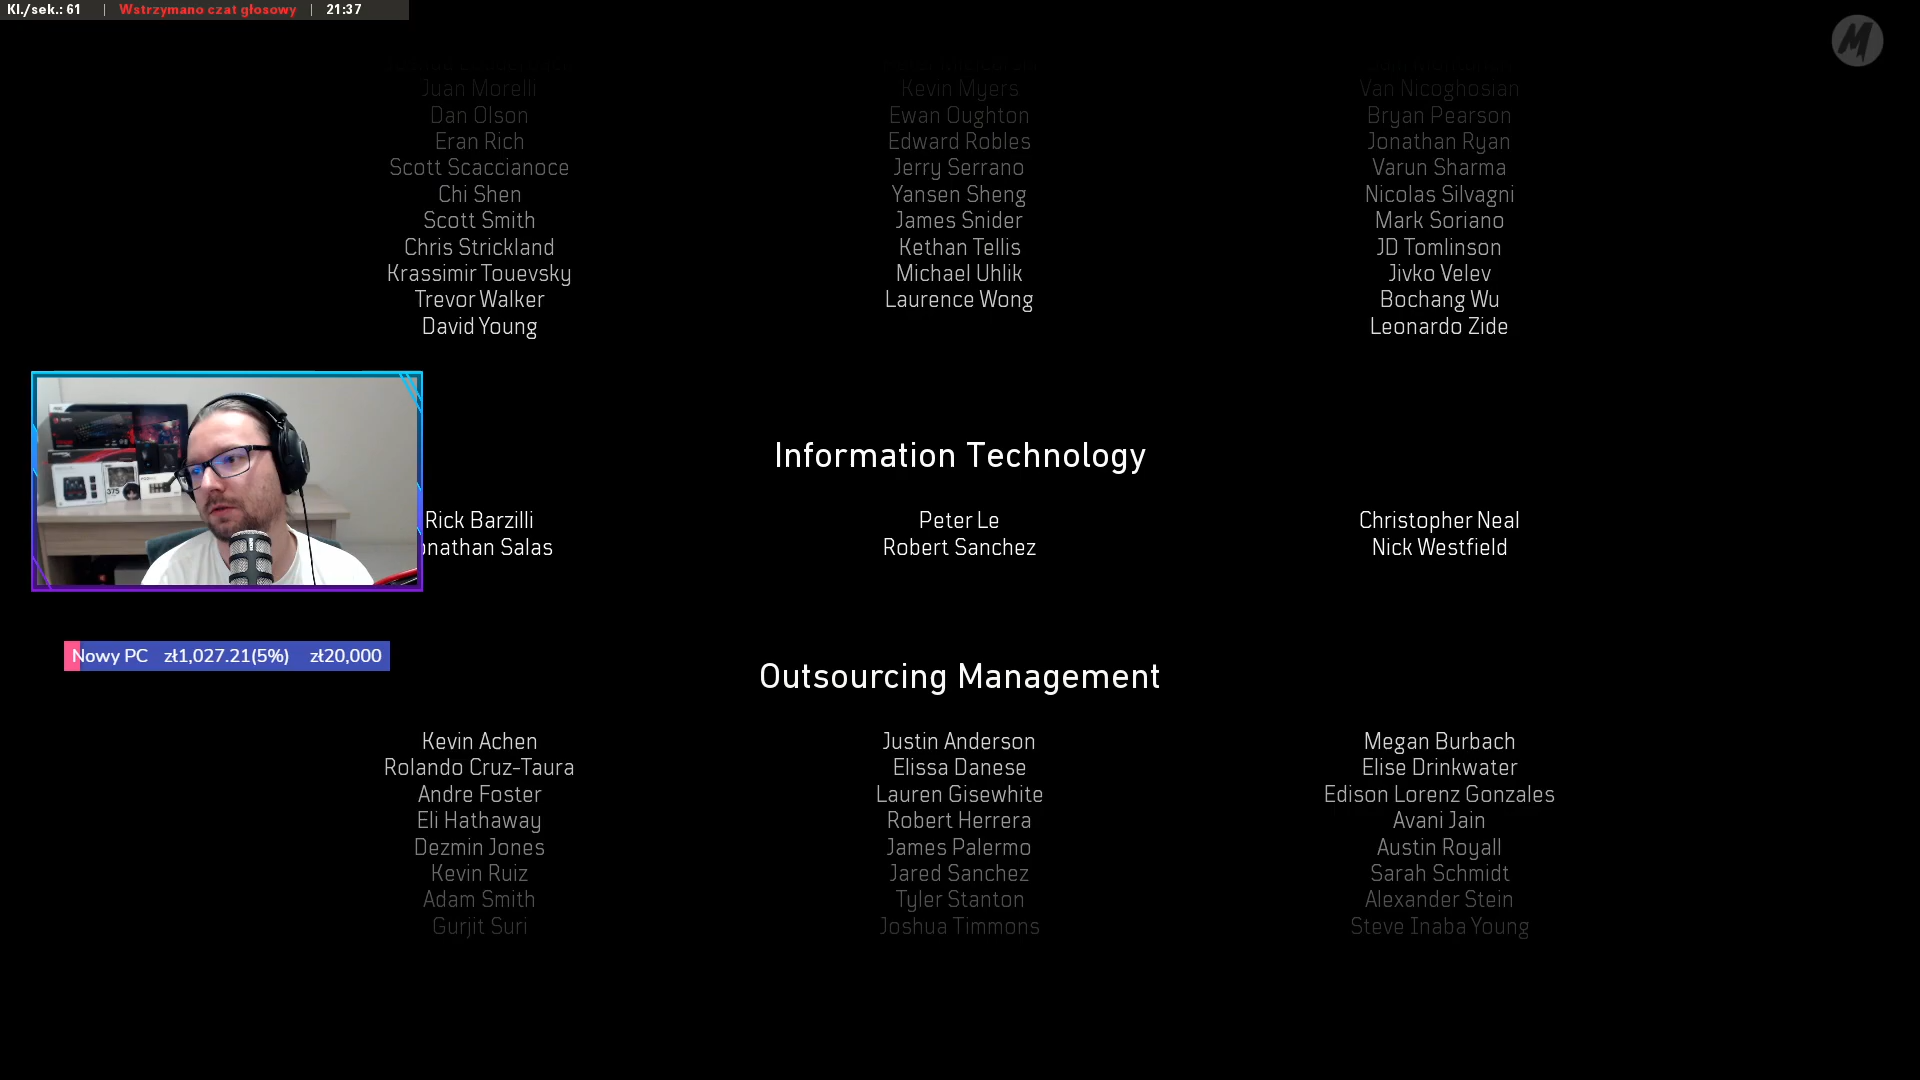 Kl./sek.: 61 | Wstrzymano czat głosowy | 21:37
Juan Morelli Kevin Myers Van Nicoghosian
Dan Olson Ewan Oughton Bryan Pearson
Eran Rich Edward Robles Jonathan Ryan
Scott Scaccianoce Jerry Serrano Varun Sharma
Chi Shen Yansen Sheng Nicolas Silvagni
Scott Smith James Snider Mark Soriano
Chris Strickland Kethan Tellis JD Tomlinson
Krassimir Touevsky Michael Uhlik Jivko Velev
Trevor Walker Laurence Wong Bochang Wu
David Young Leonardo Zide
Information Technology
Rick Barzilli Peter Le Christopher Neal
onathan Salas Robert Sanchez Nick Westfield
Nowy PC zł1,027.21(5%) zł20,000
Outsourcing Management
Kevin Achen Justin Anderson Megan Burbach
Rolando Cruz-Taura Elissa Danese Elise Drinkwater
Andre Foster Lauren Gisewhite Edison Lorenz Gonzales
Eli Hathaway Robert Herrera Avani Jain
Dezmin Jones James Palermo Austin Royall
Kevin Ruiz Jared Sanchez Sarah Schmidt
Adam Smith Tyler Stanton Alexander Stein
Gurjit Suri Joshua Timmons Steve Inaba Young